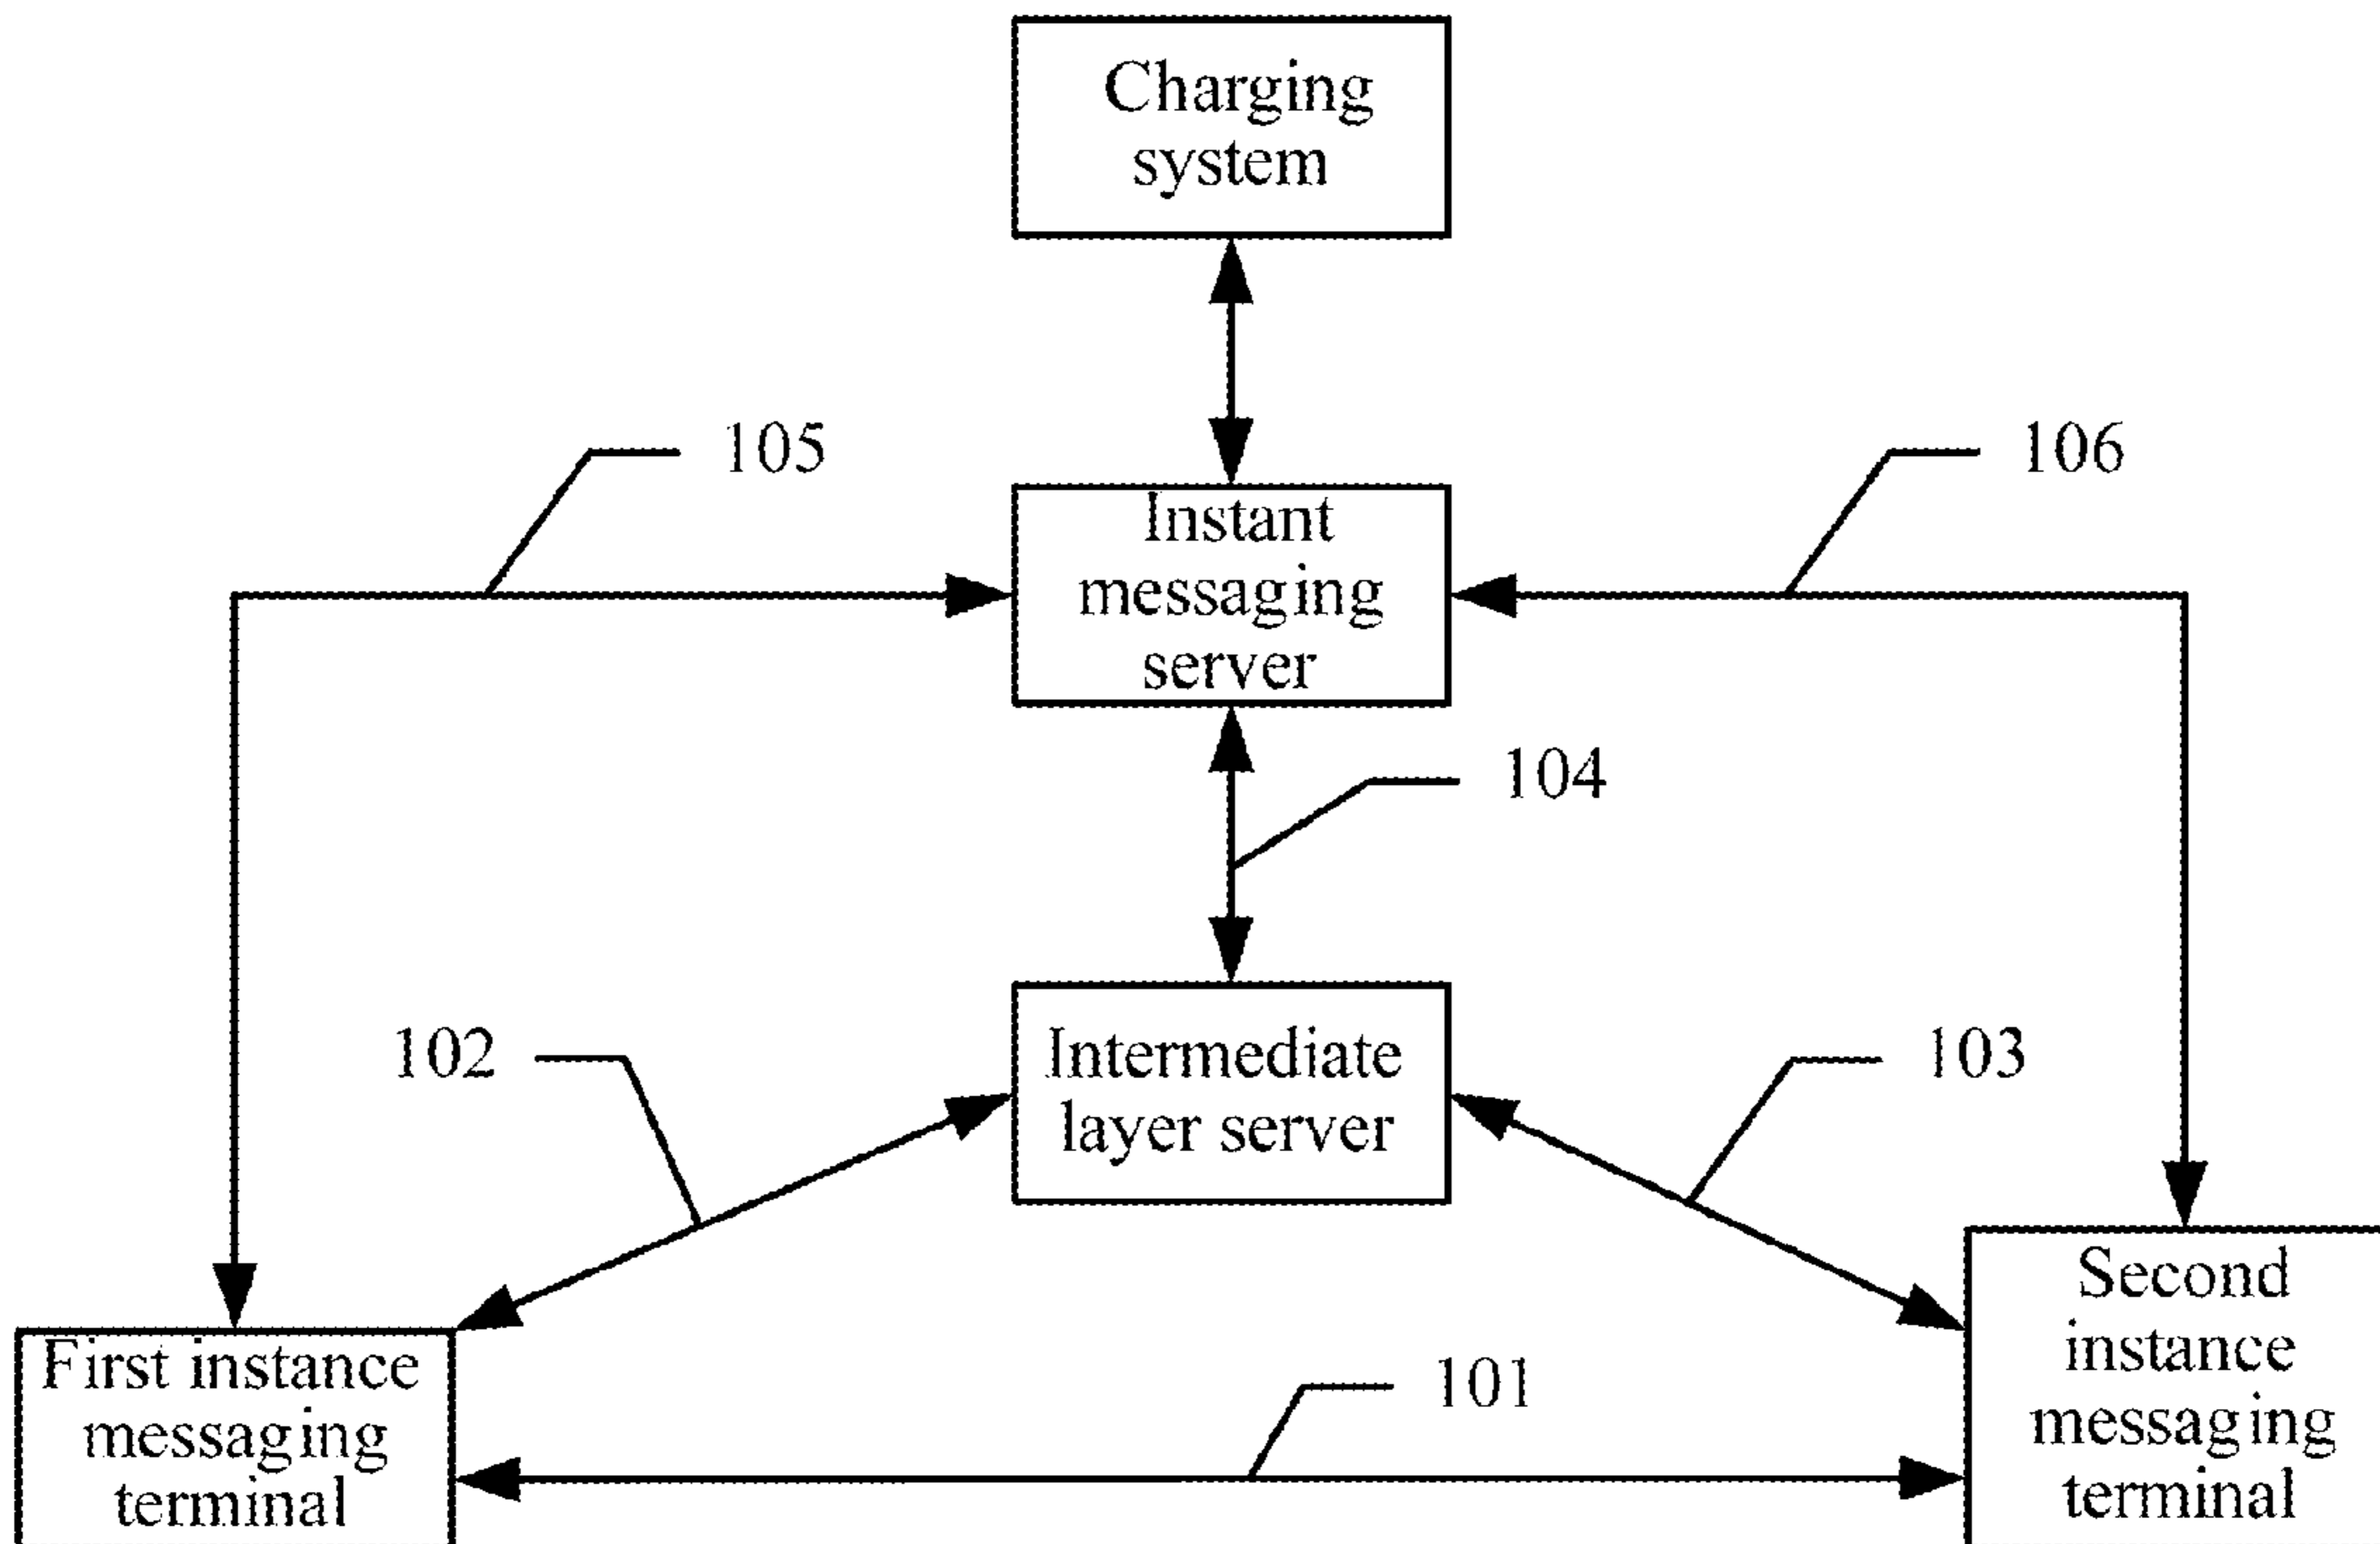 Charging
system
105
106
Instant
messaging
server
104
102
Intermediate
layer server
103
First instance
messaging
terminal
101
Second
instance
messaging
terminal